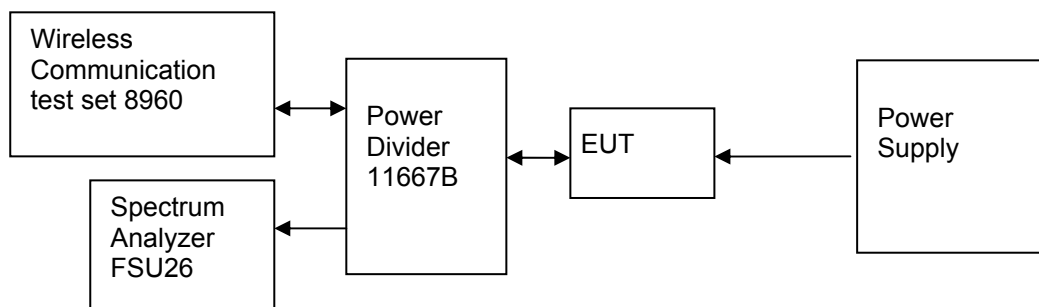 Wireless
Communication
test set 8960
Power
Divider
11667B
EUT
Power
Supply
Spectrum
Analyzer
FSU26